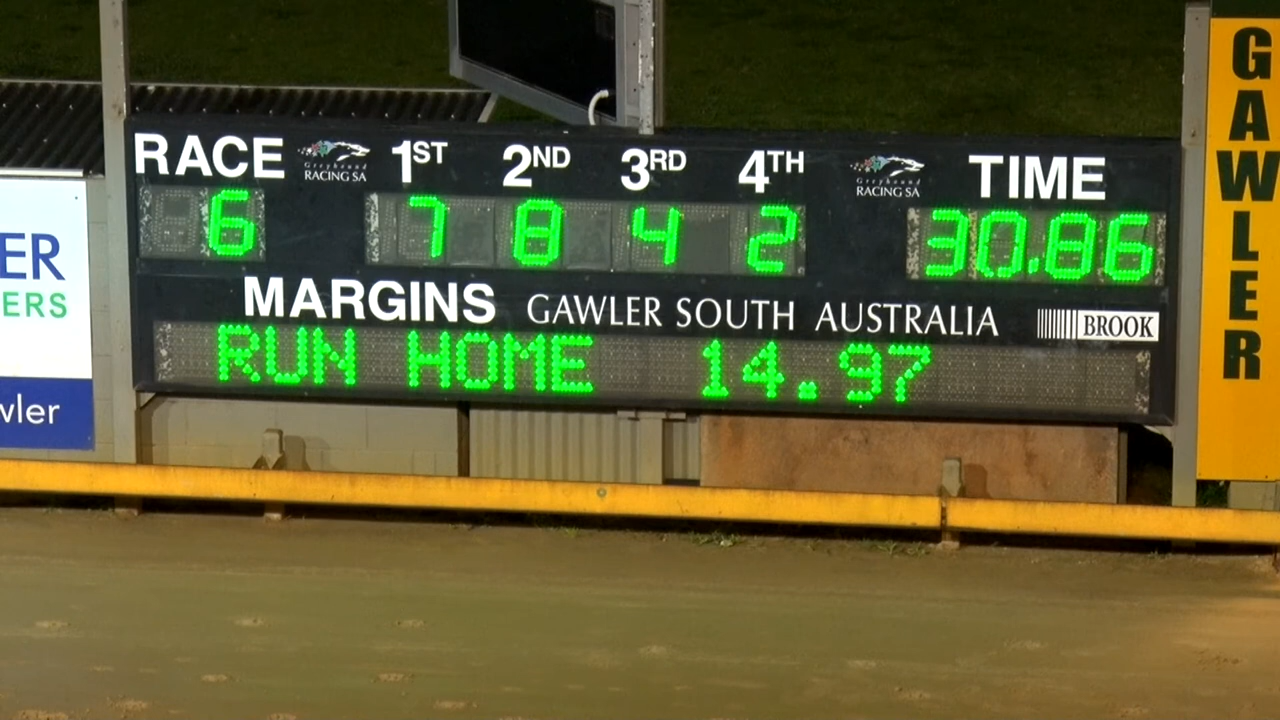 RACE 1ST 2ND 3RD 4TH TIME
Greyhound RACING SA
Greyhound RACING SA
6 7 8 4 2 30.86
MARGINS GAWLER SOUTH AUSTRALIA BROOK
RUN HOME 14.97
ER
ERS
wler
GAWLER